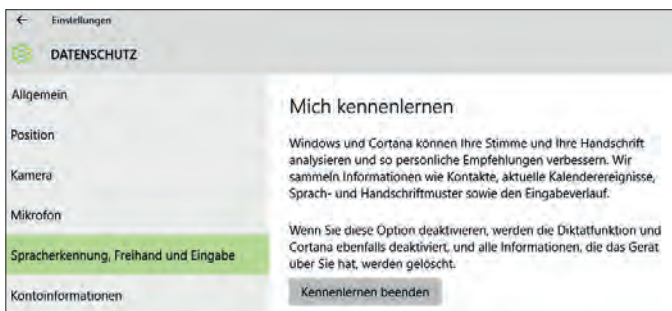 ← Einstellungen
DATENSCHUTZ
Allgemein
Position
Kamera
Mikrofon
Spracherkennung, Freihand und Eingabe
Kontoinformationen
Mich kennenlernen
Windows und Cortana können Ihre Stimme und Ihre Handschrift
analysieren und so persönliche Empfehlungen verbessern. Wir
sammeln Informationen wie Kontakte, aktuelle Kalenderereignisse,
Sprach- und Handschriftmuster sowie den Eingabeverlauf.
Wenn Sie diese Option deaktivieren, werden die Diktatfunktion und
Cortana ebenfalls deaktiviert, und alle Informationen, die das Gerät
über Sie hat, werden gelöscht.
Kennenlernen beenden